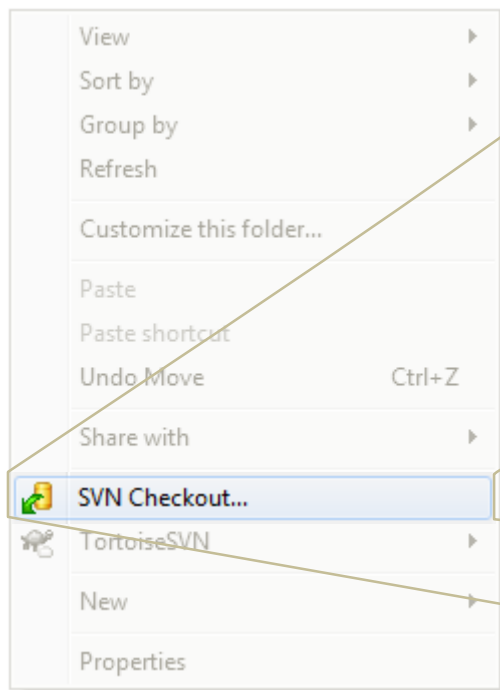 View
Sort by
Group by
Refresh
Customize this folder...
Paste
Paste shortcut
Undo Move Ctrl+Z
Share with
SVN Checkout...
TortoiseSVN
New
Properties